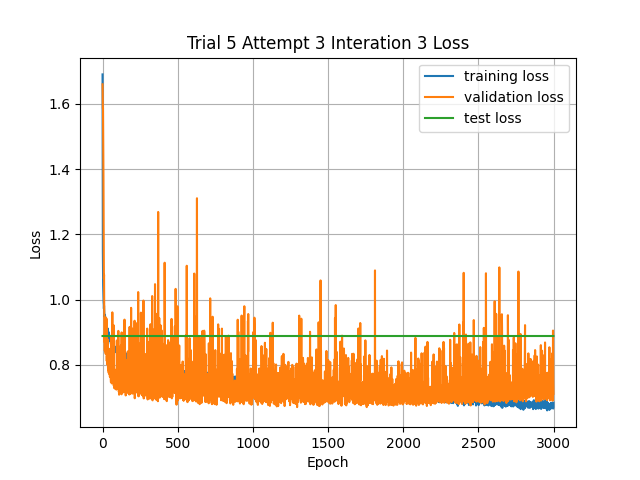 Trial 5 Attempt 3 Interation 3 Loss
training loss
validation loss
test loss
Loss
1.6
1.4
1.2
1.0
0.8
0
500
1000
1500
2000
2500
3000
Epoch